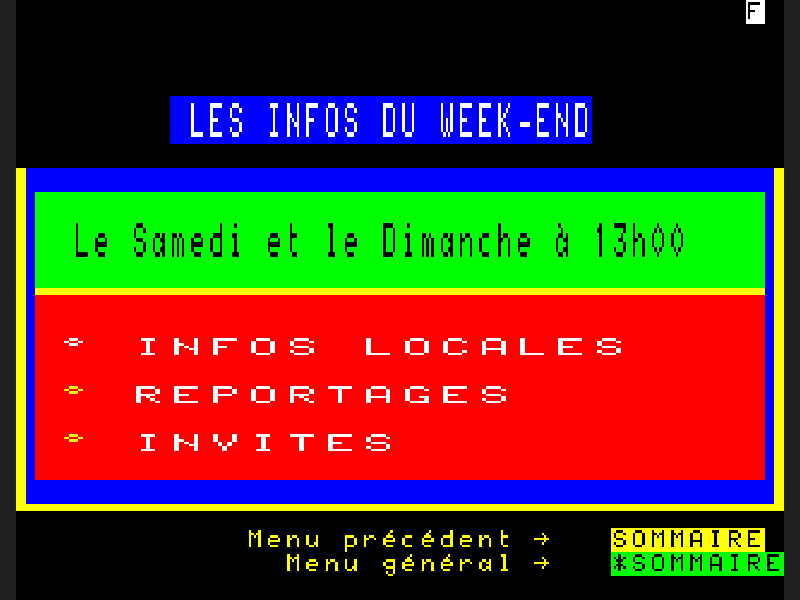 F
LES INFOS DU WEEK-END
Le Samedi et le Dimanche à 13h00
° INFOS LOCALES
° REPORTAGES
° INVITES
Menu précédent → SOMMAIRE
Menu général → *SOMMAIRE